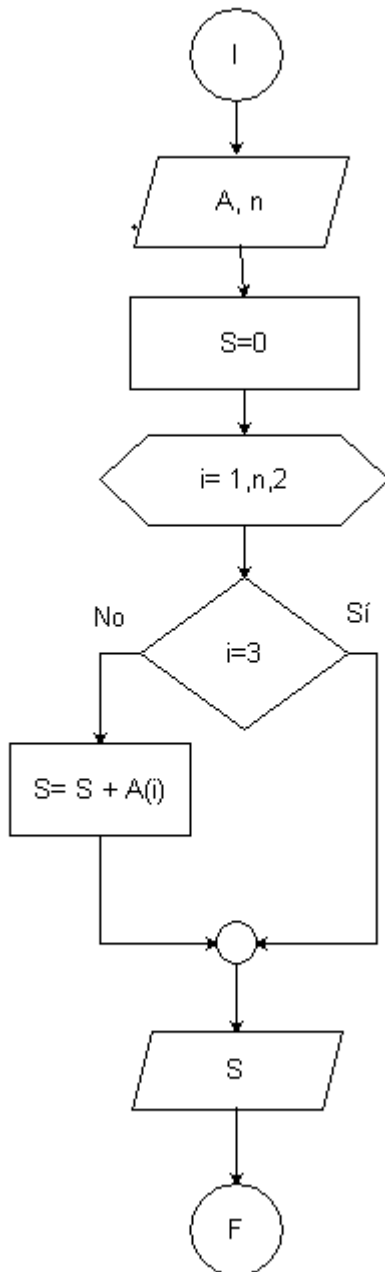 I
A, n
S=0
i= 1,n,2
No
Sí
i=3
S= S + A(i)
S
F